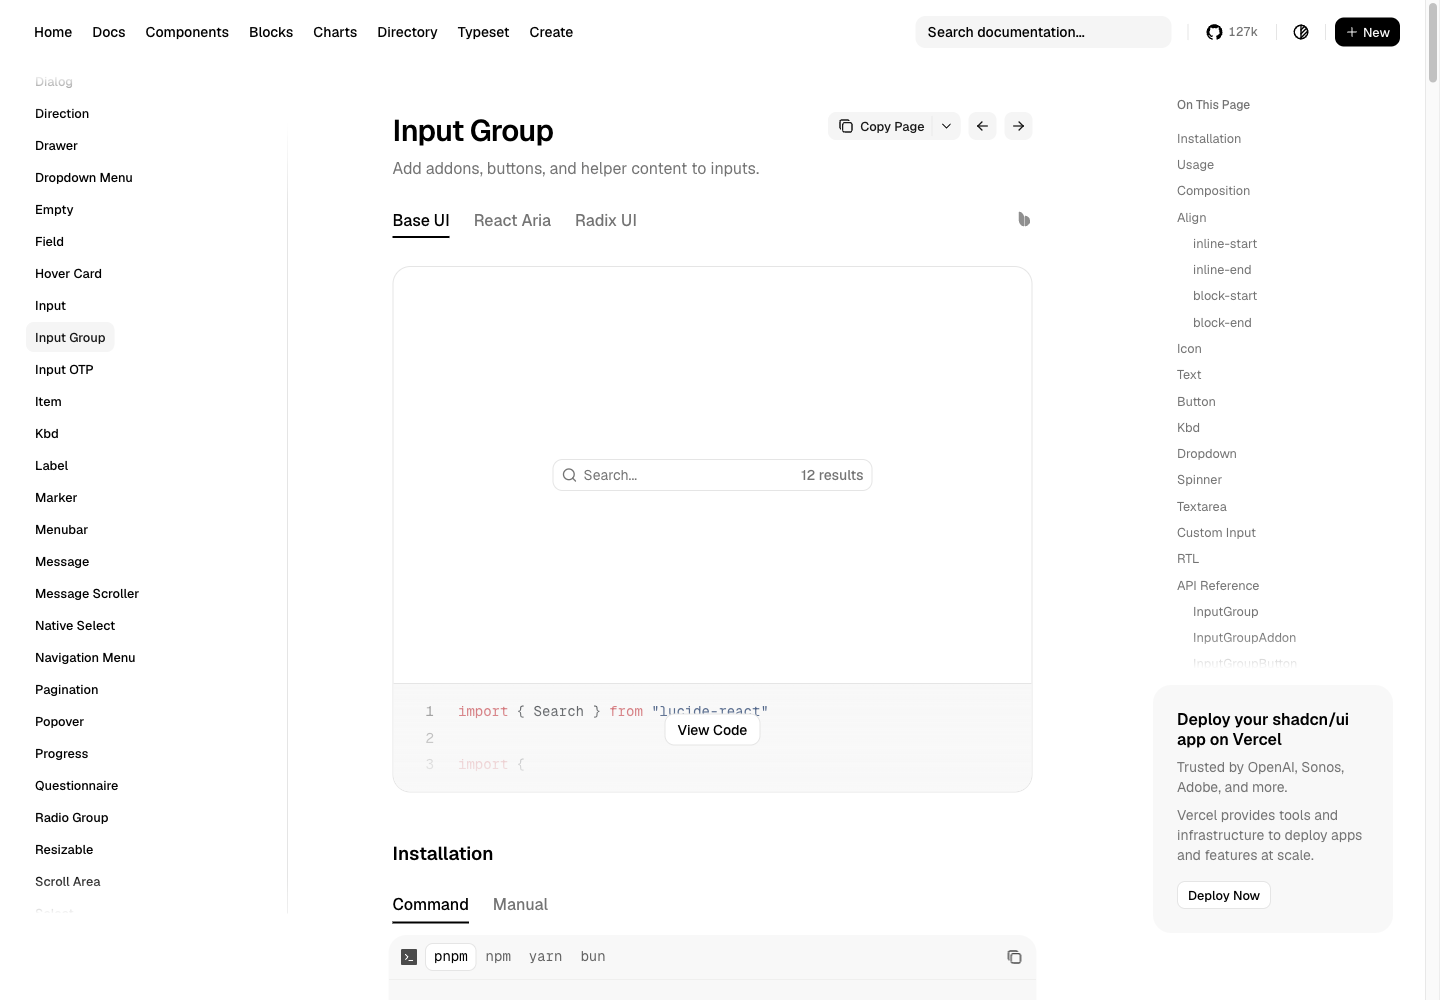 Home Docs Components Blocks Charts Directory Typeset Create
Search documentation...
127k
New
Dialog
Direction
Drawer
Dropdown Menu
Empty
Field
Hover Card
Input
Input Group
Input OTP
Item
Kbd
Label
Marker
Menubar
Message
Message Scroller
Native Select
Navigation Menu
Pagination
Popover
Progress
Questionnaire
Radio Group
Resizable
Scroll Area
Select
Input Group
Copy Page
Add addons, buttons, and helper content to inputs.
Base UI React Aria Radix UI
Search... 12 results
1 import { Search } from "lucide-react"
View Code
2
3 import {
Installation
Command Manual
pnpm npm yarn bun
On This Page
Installation
Usage
Composition
Align
inline-start
inline-end
block-start
block-end
Icon
Text
Button
Kbd
Dropdown
Spinner
Textarea
Custom Input
RTL
API Reference
InputGroup
InputGroupAddon
InputGroupButton
Deploy your shadcn/ui
app on Vercel
Trusted by OpenAI, Sonos,
Adobe, and more.
Vercel provides tools and
infrastructure to deploy apps
and features at scale.
Deploy Now